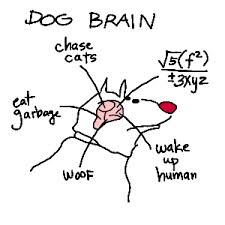 DOG BRAIN
chase
cats
√5(f²)
±3xyz
eat
garbage
wake
up
human
WOOF